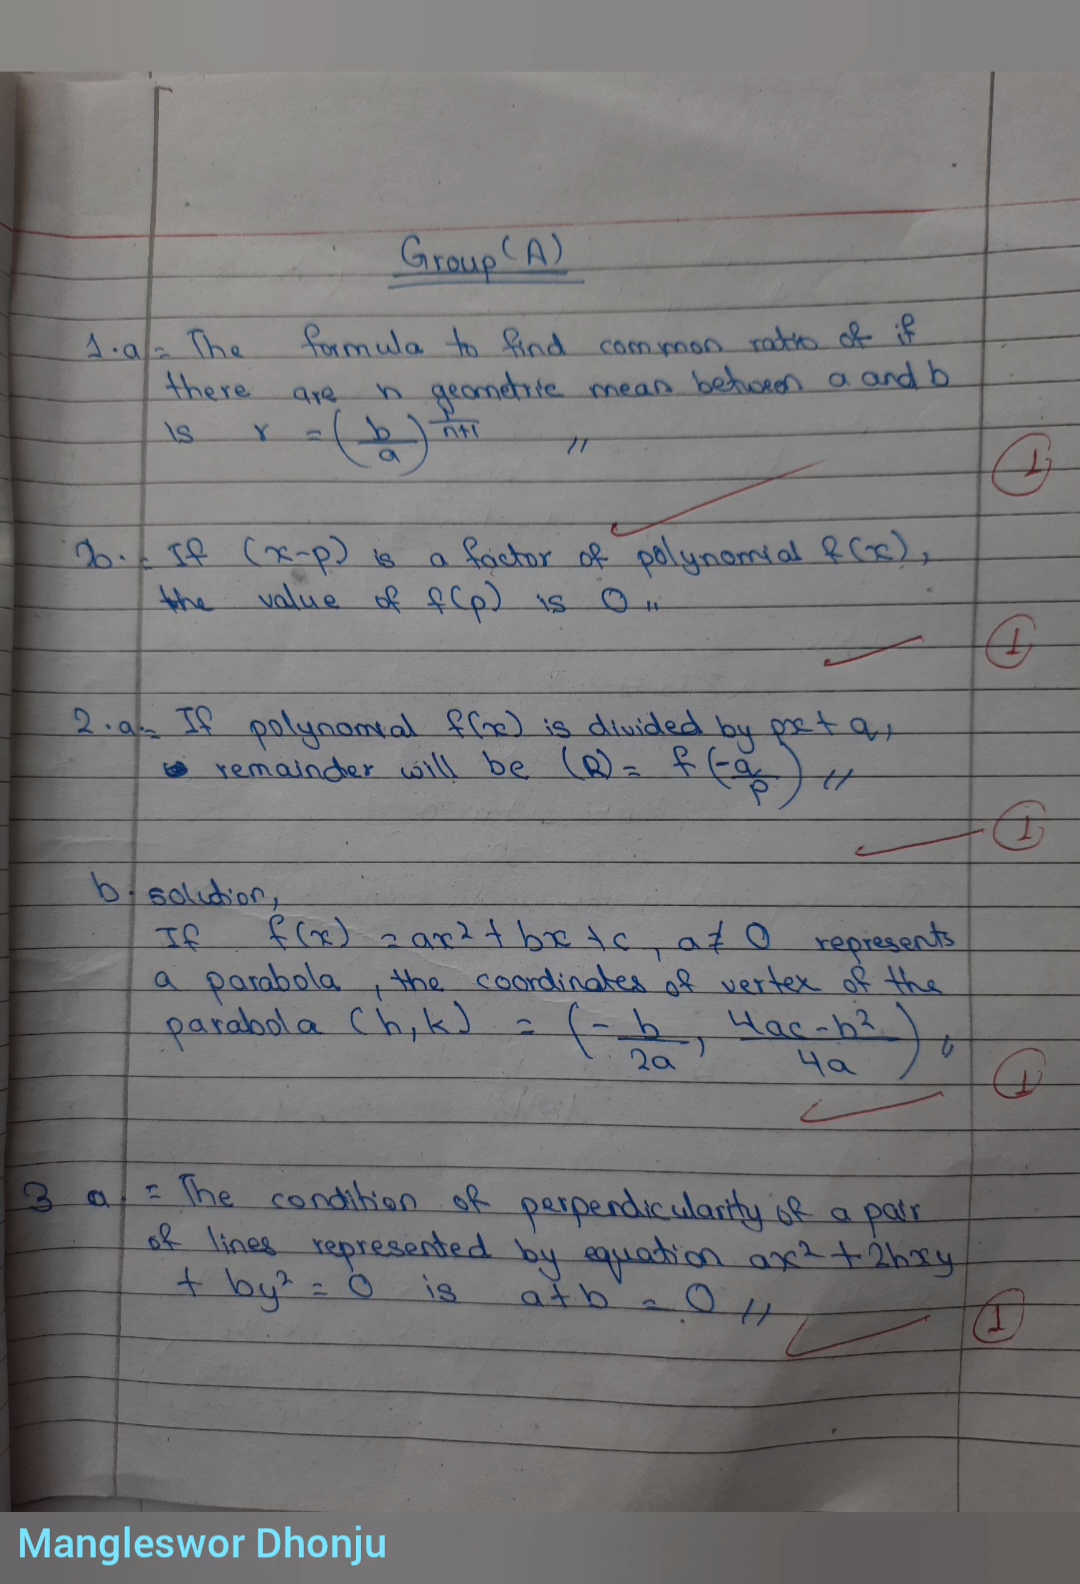 Group (A)
1.a = The formula to find common ratio of if
there are n geometric mean between a and b
is r = (b/a)^1/n+1 //
1
b. = If (x-p) is a factor of polynomial f(x),
the value of f(p) is 0 //
1
2.a. = If polynomial f(x) is divided by px + q,
remainder will be (R) = f(-q/p) //
1
b. solution,
If f(x) = ax² + bx + c, a ≠ 0 represents
a parabola, the coordinates of vertex of the
parabola (h, k) = (-b/2a, 4ac-b²/4a) //
1
3 a. = The condition of perpendicularity of a pair
of lines represented by equation ax² + 2hxy
+ by² = 0 is a+b = 0 //
1
Mangleswor Dhonju